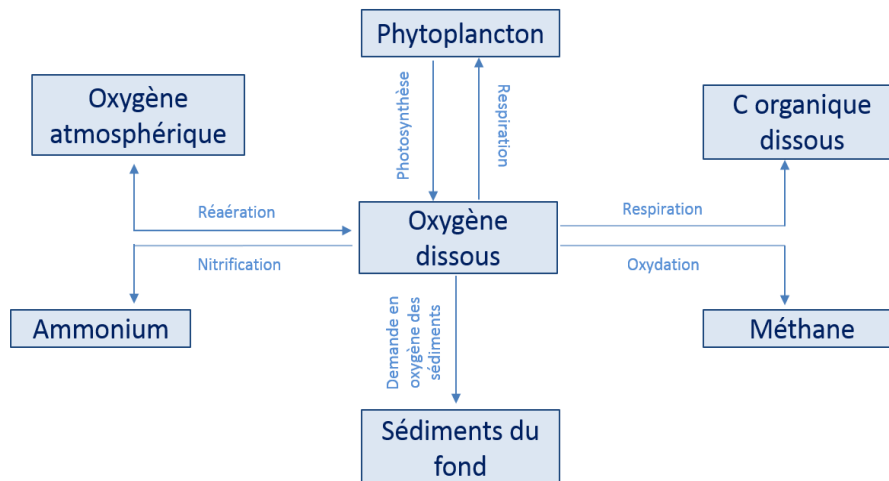 Phytoplancton
Oxygène
atmosphérique
Photosynthèse
Respiration
C organique
dissous
Réaération
Oxygène
dissous
Respiration
Nitrification
Oxydation
Ammonium
Demande en
oxygène des
sédiments
Méthane
Sédiments du
fond